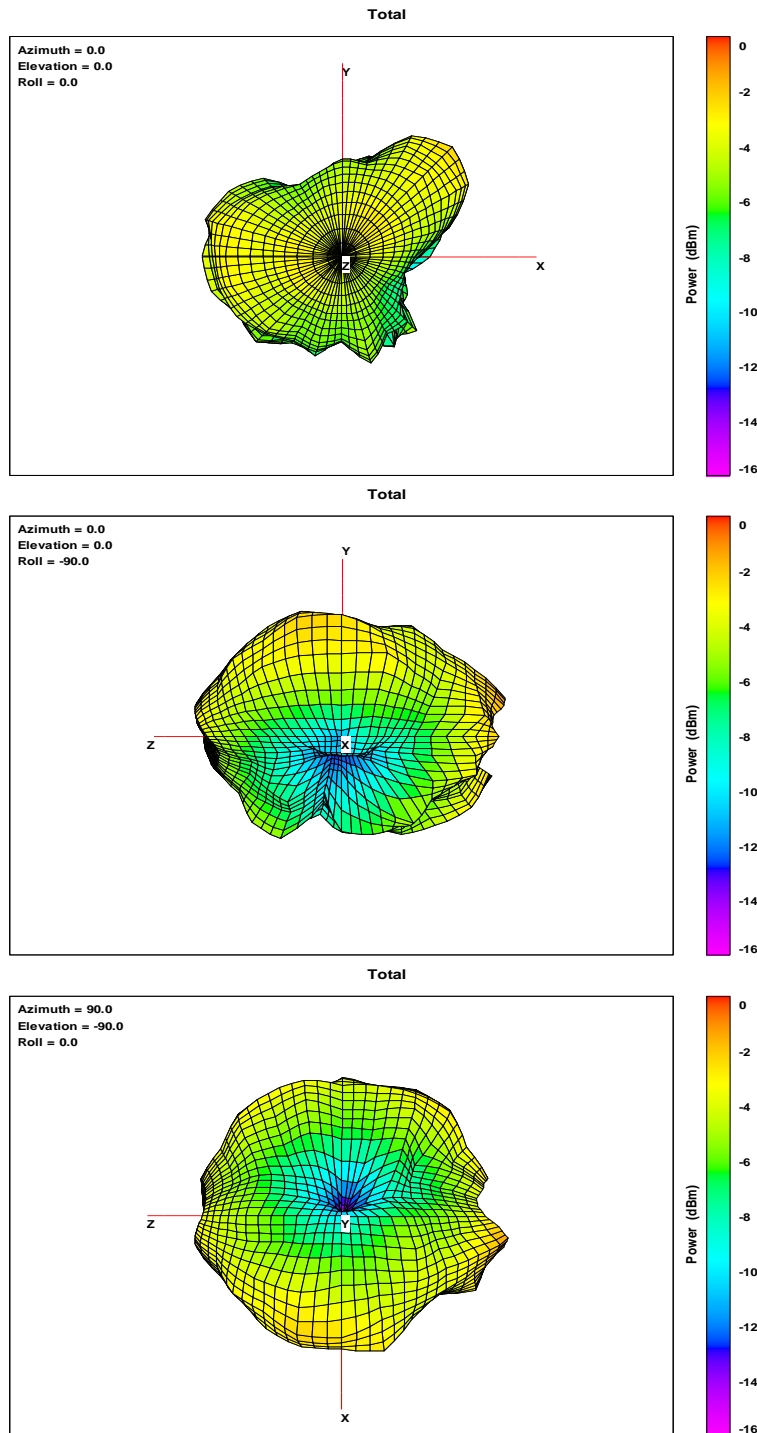 Total
Azimuth = 0.0
Elevation = 0.0
Roll = 0.0
Y
Z
X
0
-2
-4
-6
-8
-10
-12
-14
-16
Power (dBm)
Total
Azimuth = 0.0
Elevation = 0.0
Roll = -90.0
Y
Z
X
0
-2
-4
-6
-8
-10
-12
-14
-16
Power (dBm)
Total
Azimuth = 90.0
Elevation = -90.0
Roll = 0.0
Z
Y
X
0
-2
-4
-6
-8
-10
-12
-14
-16
Power (dBm)